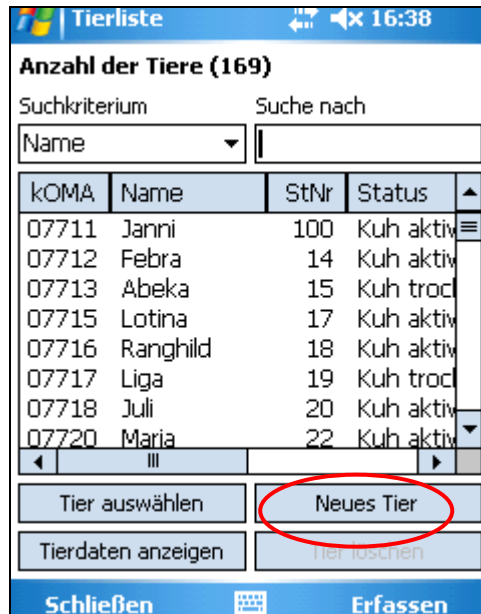 Tierliste 16:38
Anzahl der Tiere (169)
Suchkriterium Suche nach
Name
kOMA Name StNr Status
07711 Janni 100 Kuh aktiv
07712 Febra 14 Kuh aktiv
07713 Abeka 15 Kuh trocl
07715 Lotina 17 Kuh aktiv
07716 Ranghild 18 Kuh aktiv
07717 Liga 19 Kuh trocl
07718 Juli 20 Kuh aktiv
07720 Maria 22 Kuh aktiv
Tier auswählen Neues Tier
Tierdaten anzeigen Tier löschen
Schließen Erfassen